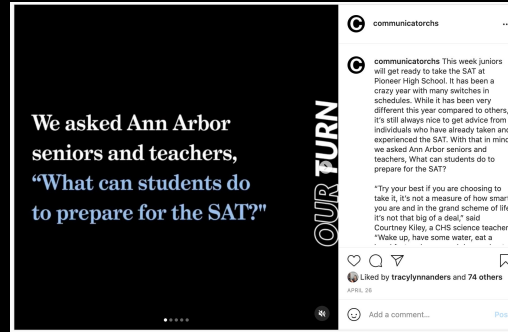 We asked Ann Arbor
seniors and teachers,
“What can students do
to prepare for the SAT?"
OUR TURN
communicatorchs
communicatorchs This week juniors
will get ready to take the SAT at
Pioneer High School. It has been a
crazy year with many switches in
schedules. While it has been very
different this year compared to others,
it's still always nice to get advice from
individuals who have already taken and
experienced the SAT. With that in mind
we asked Ann Arbor seniors and
teachers, What can students do to
prepare for the SAT?
"Try your best if you are choosing to
take it, it's not a measure of how smart
you are and in the grand scheme of life
it's not that big of a deal," said
Courtney Kiley, a CHS science teacher
"Wake up, have some water, eat a
Liked by tracylynnanders and 74 others
APRIL 26
Add a comment...
Pos